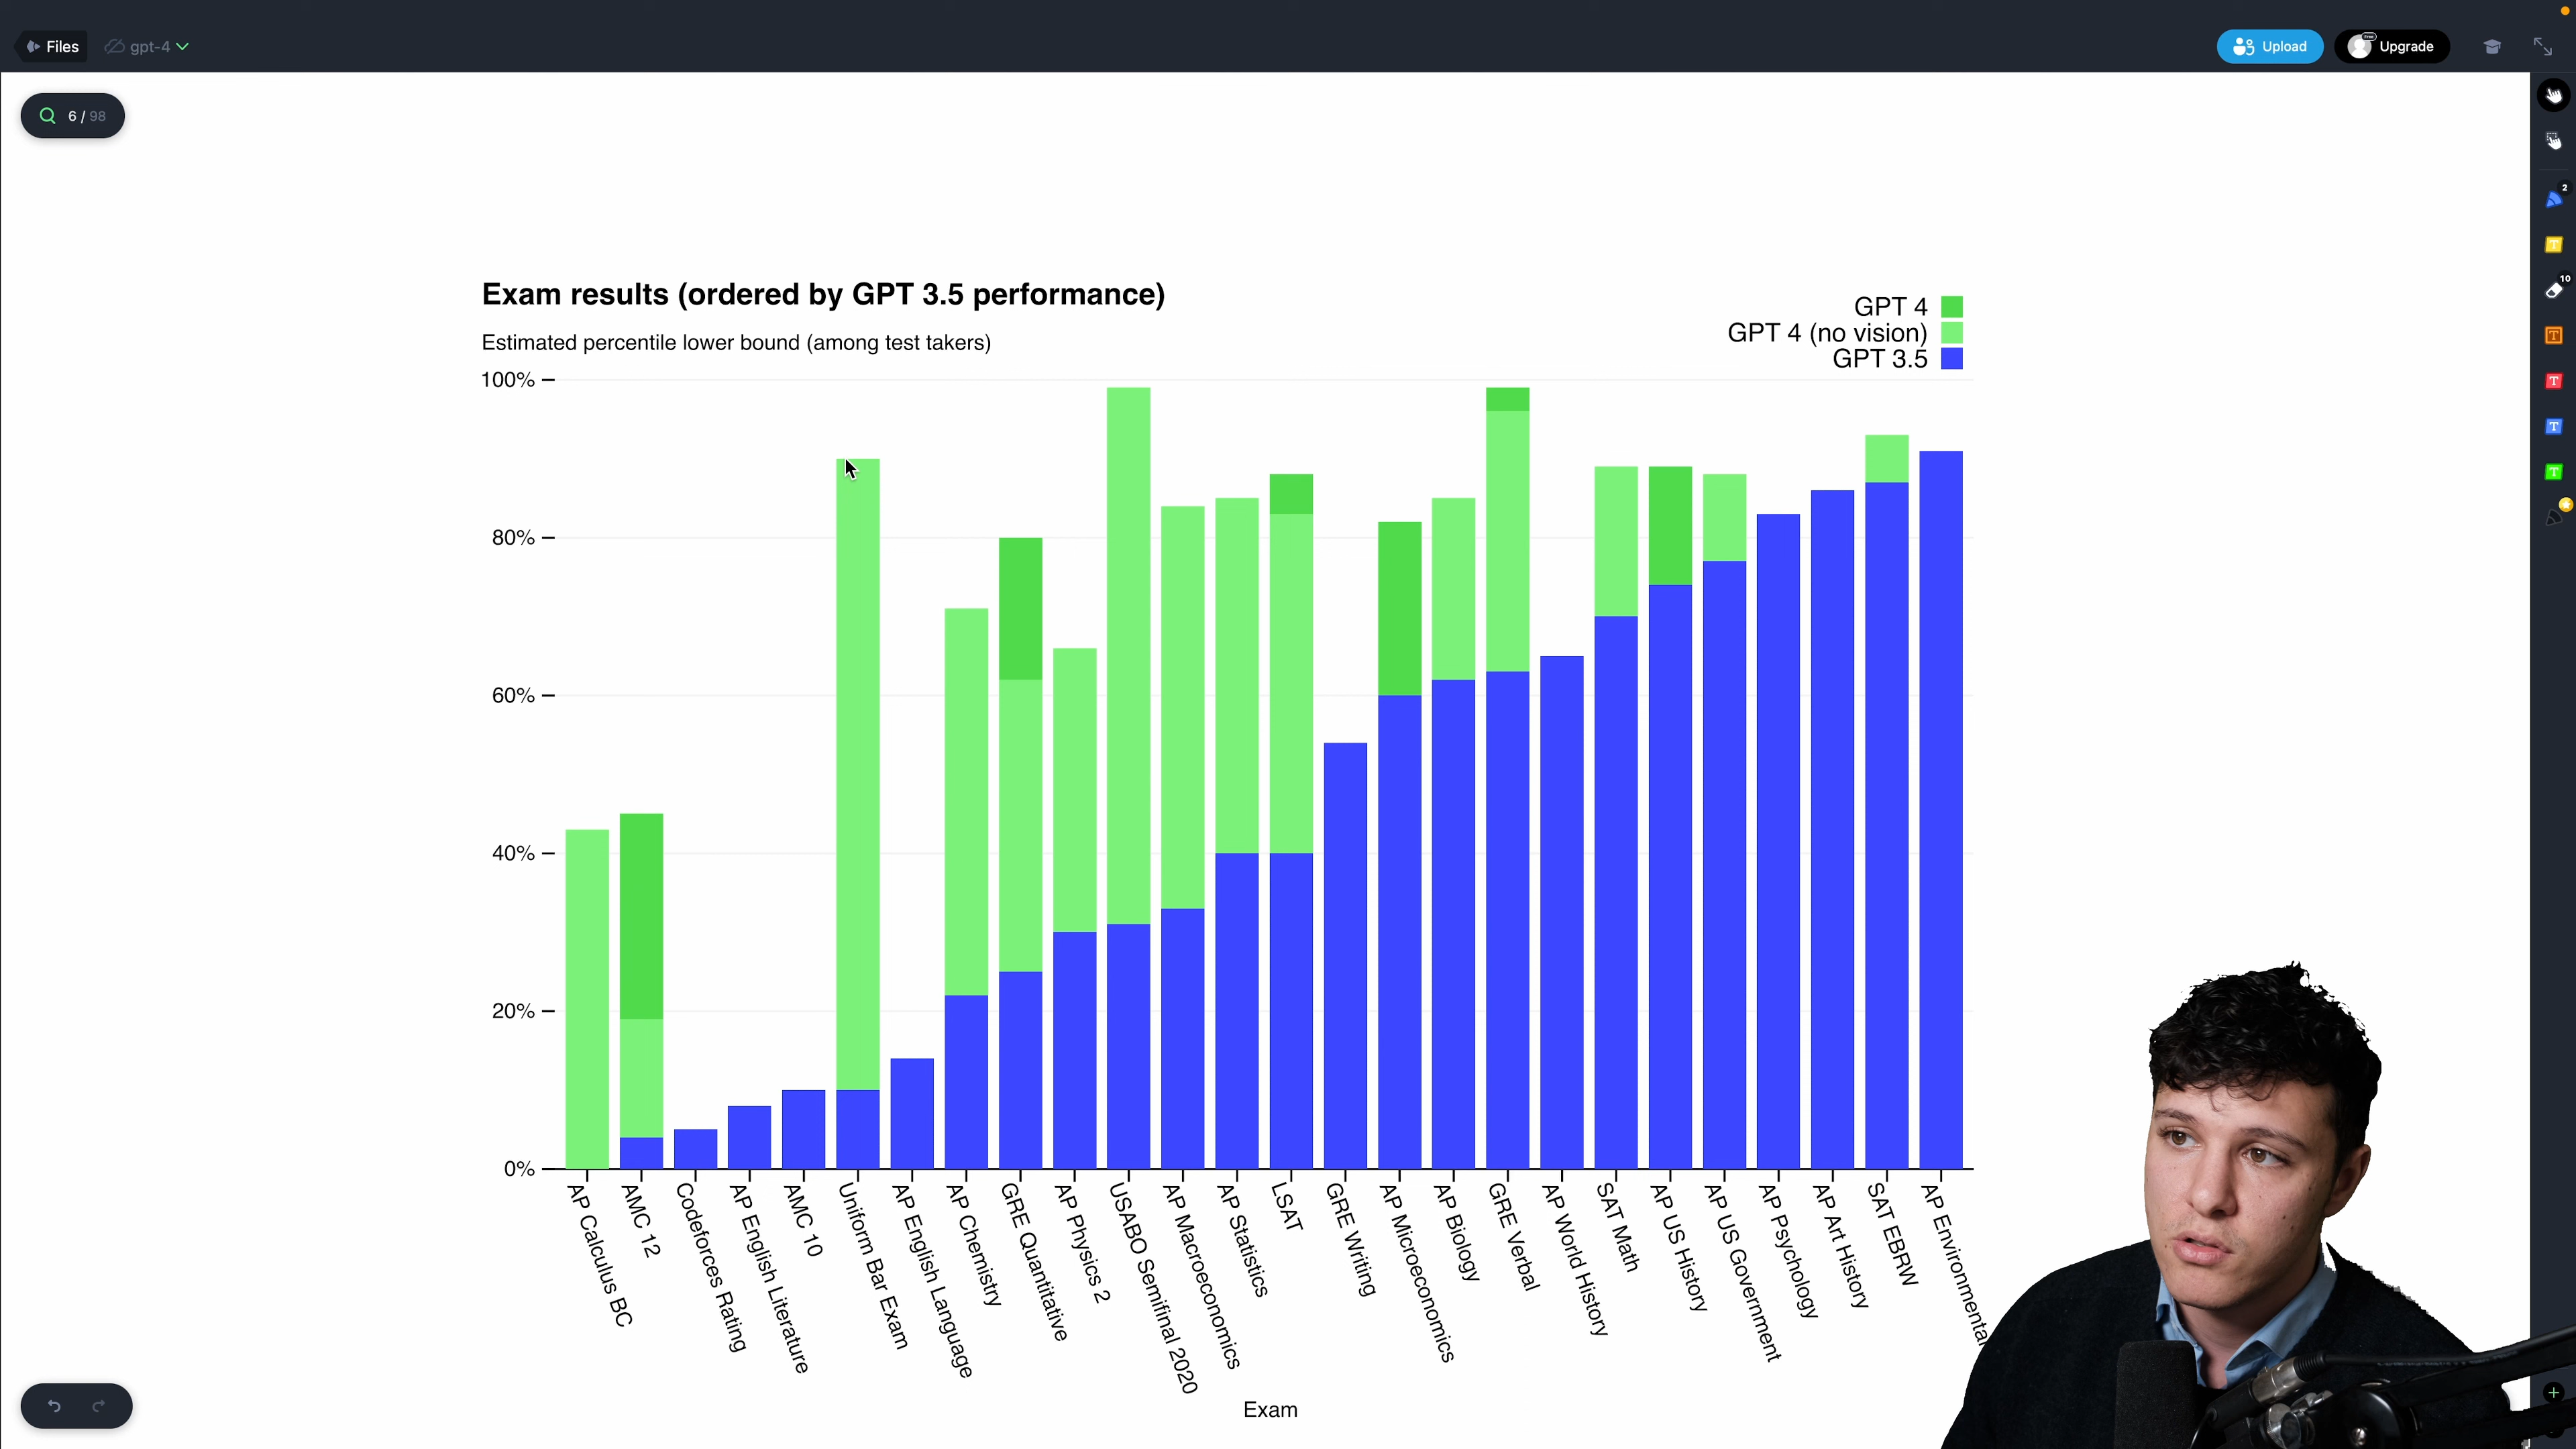 Files
gpt-4
Upload
Free
Upgrade
6 / 98
2
10
T
T
T
T
T
Exam results (ordered by GPT 3.5 performance)
Estimated percentile lower bound (among test takers)
GPT 4
GPT 4 (no vision)
GPT 3.5
100%
80%
60%
40%
20%
0%
AP Calculus BC
AMC 12
Codeforces Rating
AP English Literature
AMC 10
Uniform Bar Exam
AP English Language
AP Chemistry
GRE Quantitative
AP Physics 2
USABO Semifinal 2020
AP Macroeconomics
AP Statistics
LSAT
GRE Writing
AP Microeconomics
AP Biology
GRE Verbal
AP World History
SAT Math
AP US History
AP US Government
AP Psychology
AP Art History
SAT EBRW
AP Environmenta
Exam